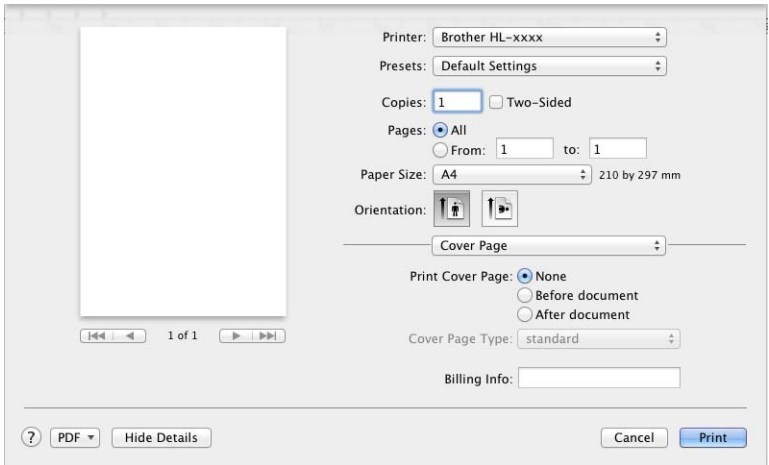 Printer: Brother HL-xxxx
Presets: Default Settings
Copies: 1 Two-Sided
Pages: All
From: 1 to: 1
Paper Size: A4 210 by 297 mm
Orientation:
Cover Page
Print Cover Page: None
Before document
After document
Cover Page Type: standard
Billing Info:
1 of 1
? PDF Hide Details Cancel Print